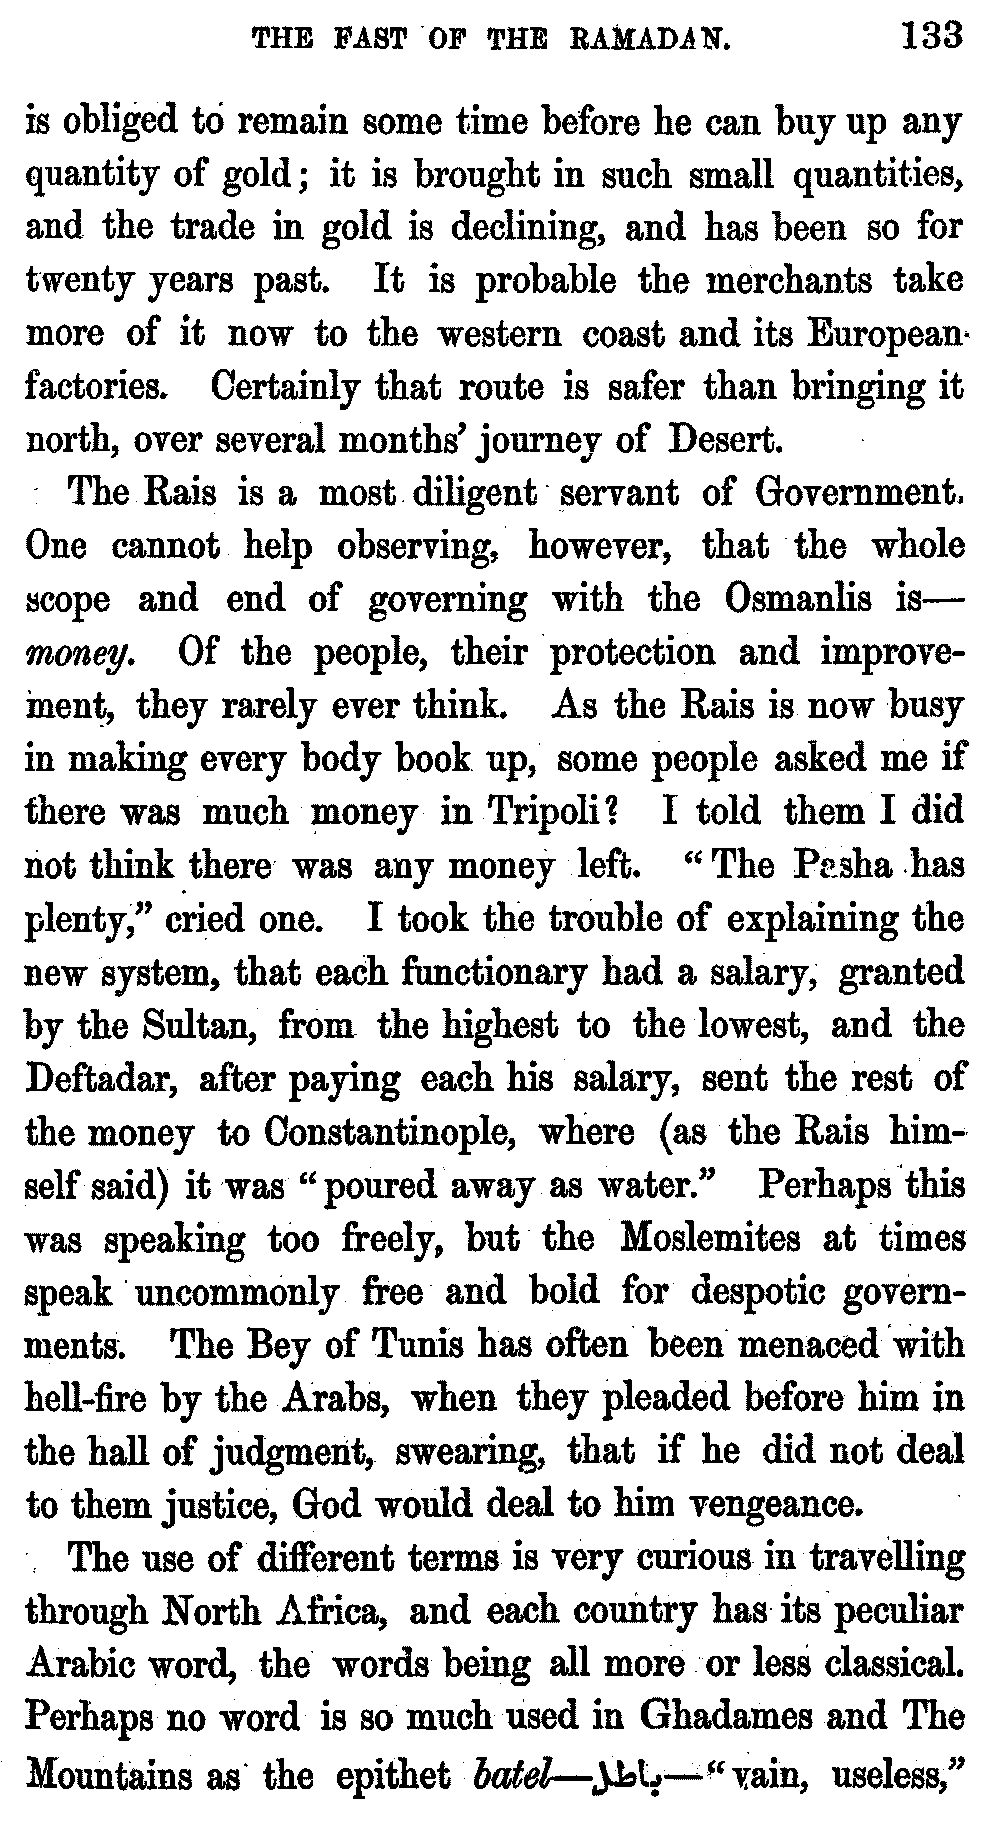 THE FAST OF THE RAMADAN. 133
is obliged to remain some time before he can buy up any
quantity of gold; it is brought in such small quantities,
and the trade in gold is declining, and has been so for
twenty years past. It is probable the merchants take
more of it now to the western coast and its European
factories. Certainly that route is safer than bringing it
north, over several months' journey of Desert.
The Rais is a most diligent servant of Government.
One cannot help observing, however, that the whole
scope and end of governing with the Osmanlis is—
money. Of the people, their protection and improve-
ment, they rarely ever think. As the Rais is now busy
in making every body book up, some people asked me if
there was much money in Tripoli? I told them I did
not think there was any money left. "The Pasha has
plenty," cried one. I took the trouble of explaining the
new system, that each functionary had a salary, granted
by the Sultan, from the highest to the lowest, and the
Deftadar, after paying each his salary, sent the rest of
the money to Constantinople, where (as the Rais him-
self said) it was "poured away as water." Perhaps this
was speaking too freely, but the Moslemites at times
speak uncommonly free and bold for despotic govern-
ments. The Bey of Tunis has often been menaced with
hell-fire by the Arabs, when they pleaded before him in
the hall of judgment, swearing, that if he did not deal
to them justice, God would deal to him vengeance.
The use of different terms is very curious in travelling
through North Africa, and each country has its peculiar
Arabic word, the words being all more or less classical.
Perhaps no word is so much used in Ghadames and The
Mountains as the epithet batel—باطل—"vain, useless,"